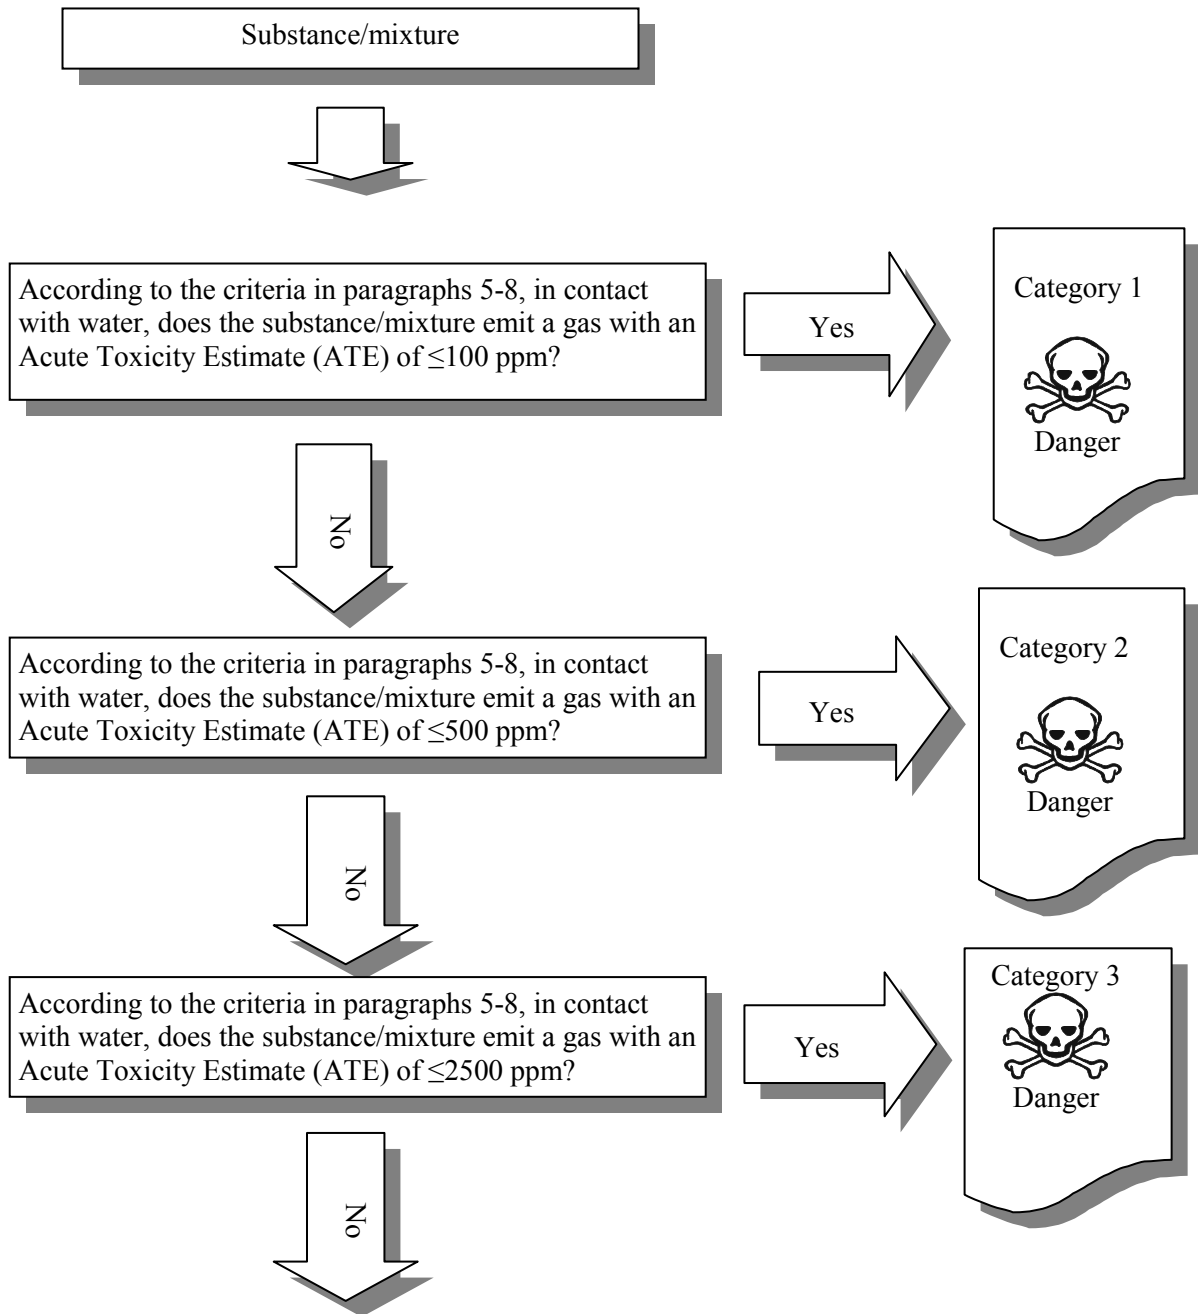 Substance/mixture
According to the criteria in paragraphs 5-8, in contact
with water, does the substance/mixture emit a gas with an
Acute Toxicity Estimate (ATE) of ≤100 ppm?
Yes
Category 1
Danger
No
According to the criteria in paragraphs 5-8, in contact
with water, does the substance/mixture emit a gas with an
Acute Toxicity Estimate (ATE) of ≤500 ppm?
Yes
Category 2
Danger
No
According to the criteria in paragraphs 5-8, in contact
with water, does the substance/mixture emit a gas with an
Acute Toxicity Estimate (ATE) of ≤2500 ppm?
Yes
Category 3
Danger
No